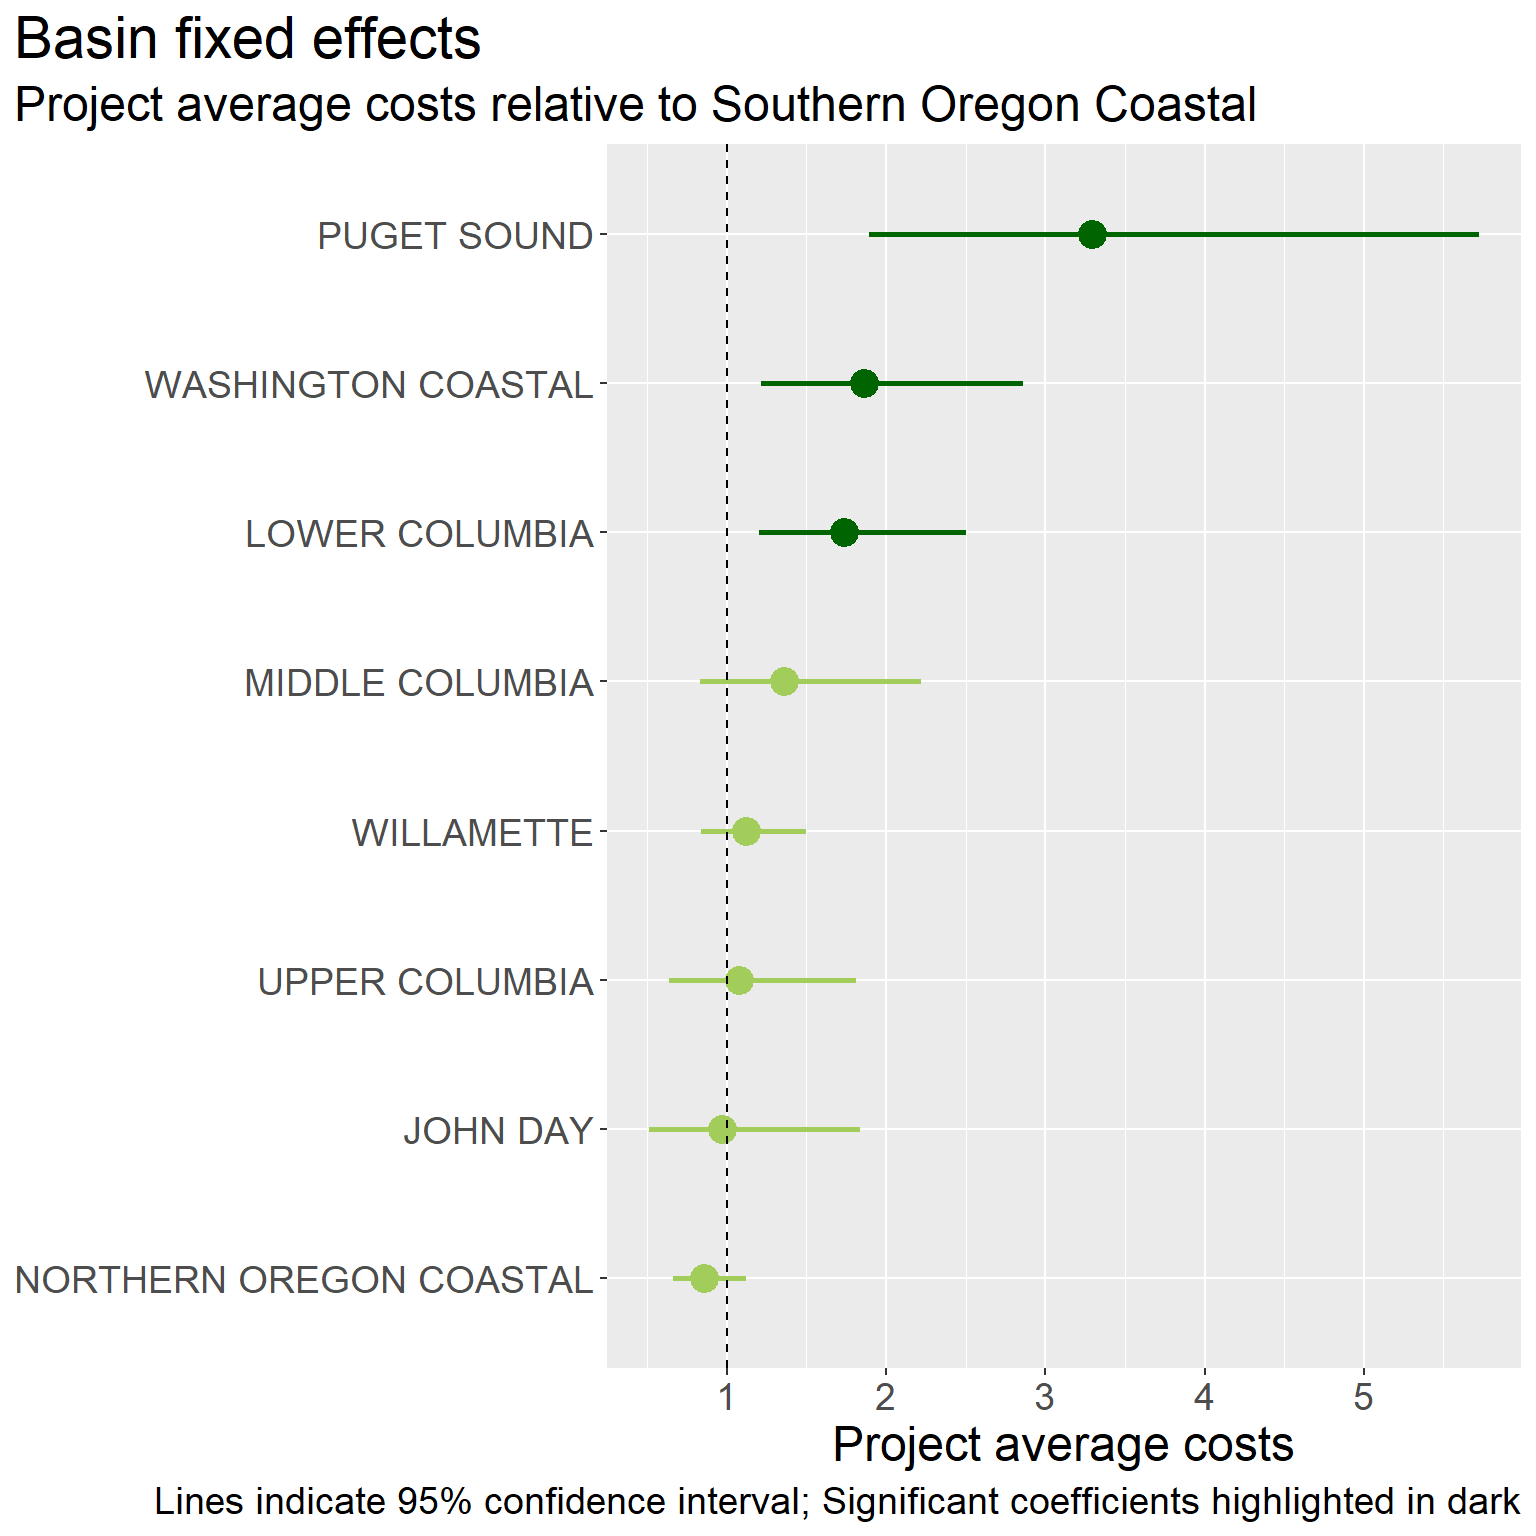 Basin fixed effects
Project average costs relative to Southern Oregon Coastal
PUGET SOUND
WASHINGTON COASTAL
LOWER COLUMBIA
MIDDLE COLUMBIA
WILLAMETTE
UPPER COLUMBIA
JOHN DAY
NORTHERN OREGON COASTAL
1 2 3 4 5
Project average costs
Lines indicate 95% confidence interval; Significant coefficients highlighted in dark